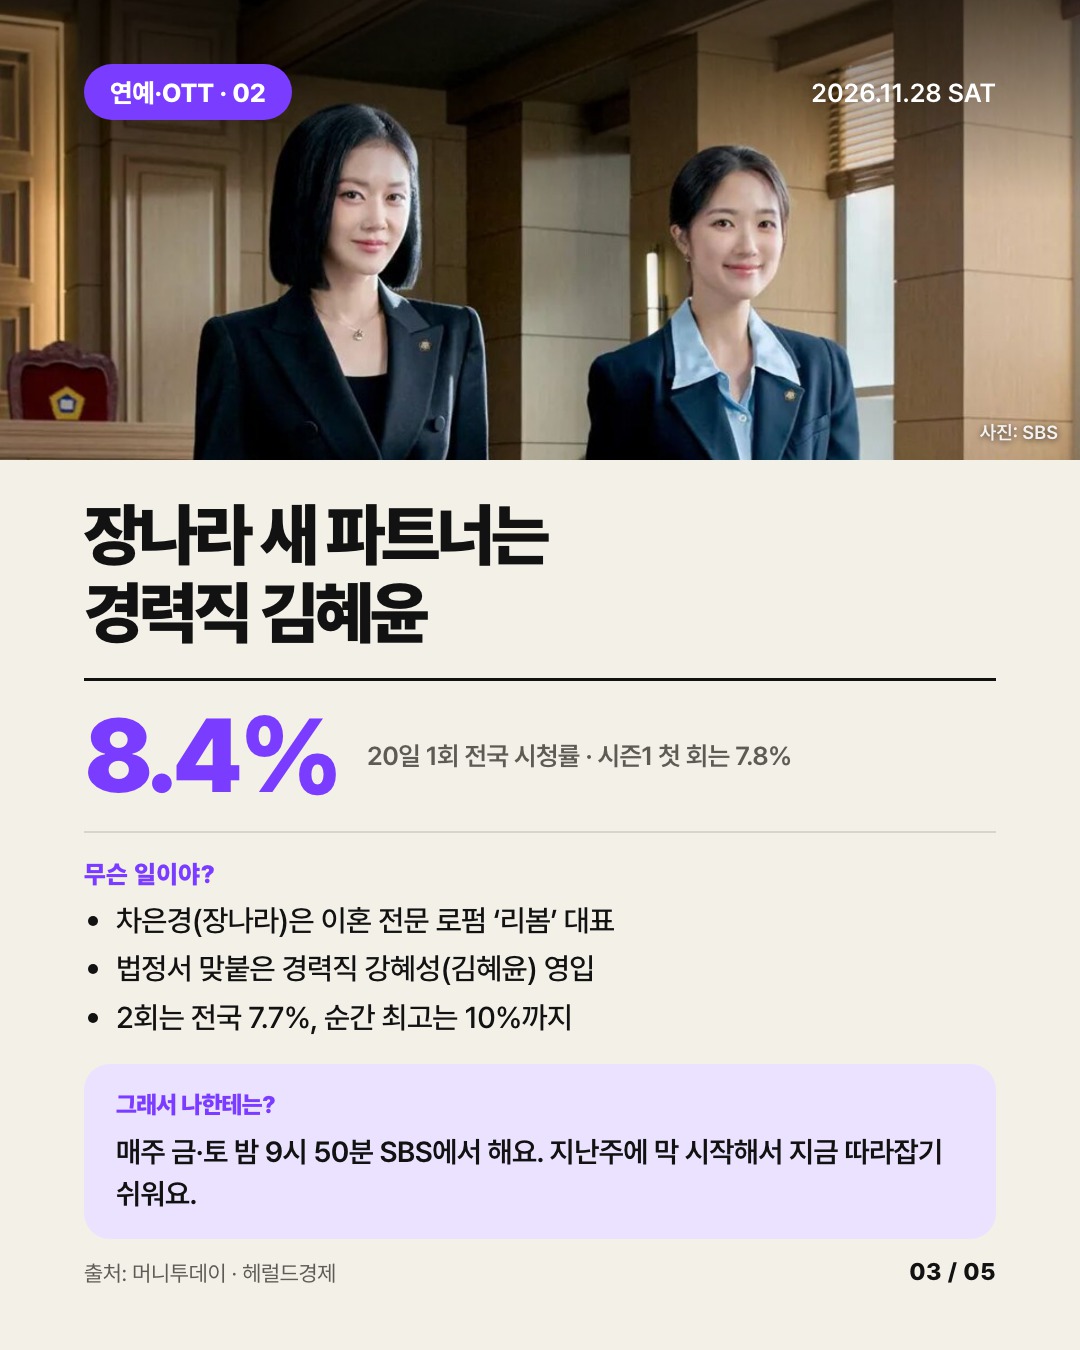 연예·OTT · 02
2026.11.28 SAT
사진: SBS
장나라 새 파트너는
경력직 김혜윤
8.4%
20일 1회 전국 시청률 · 시즌1 첫 회는 7.8%
무슨 일이야?
• 차은경(장나라)은 이혼 전문 로펌 ‘리봄’ 대표
• 법정서 맞붙은 경력직 강혜성(김혜윤) 영입
• 2회는 전국 7.7%, 순간 최고는 10%까지
그래서 나한테는?
매주 금·토 밤 9시 50분 SBS에서 해요. 지난주에 막 시작해서 지금 따라잡기
쉬워요.
출처: 머니투데이 · 헤럴드경제
03 / 05